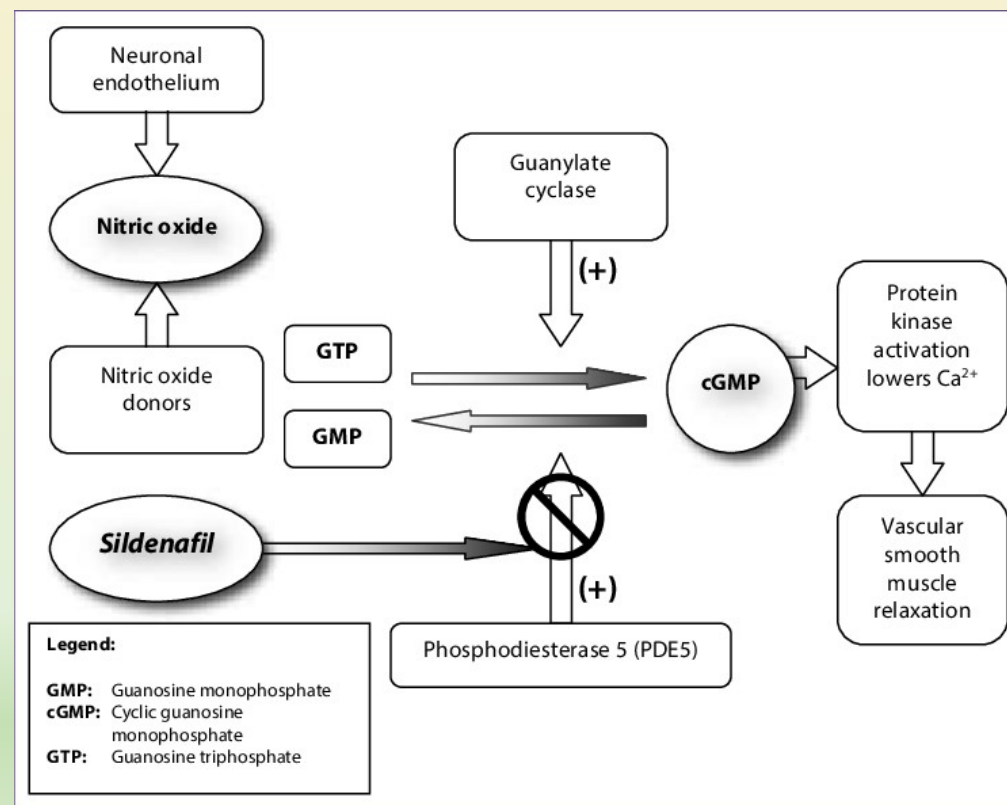 Neuronal
endothelium
Nitric oxide
Nitric oxide
donors
Guanylate
cyclase
(+)
GTP
GMP
cGMP
Protein
kinase
activation
lowers Ca²⁺
Vascular
smooth
muscle
relaxation
Sildenafil
(+)
Phosphodiesterase 5 (PDE5)
Legend:
GMP: Guanosine monophosphate
cGMP: Cyclic guanosine
monophosphate
GTP: Guanosine triphosphate